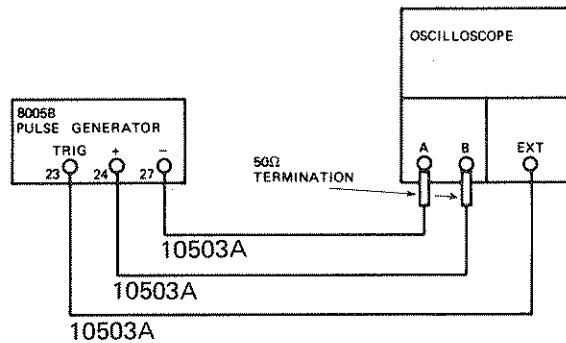 OSCILLOSCOPE
8005B
PULSE GENERATOR
TRIG + −
23 24 27
A B EXT
50Ω
TERMINATION
10503A
10503A
10503A